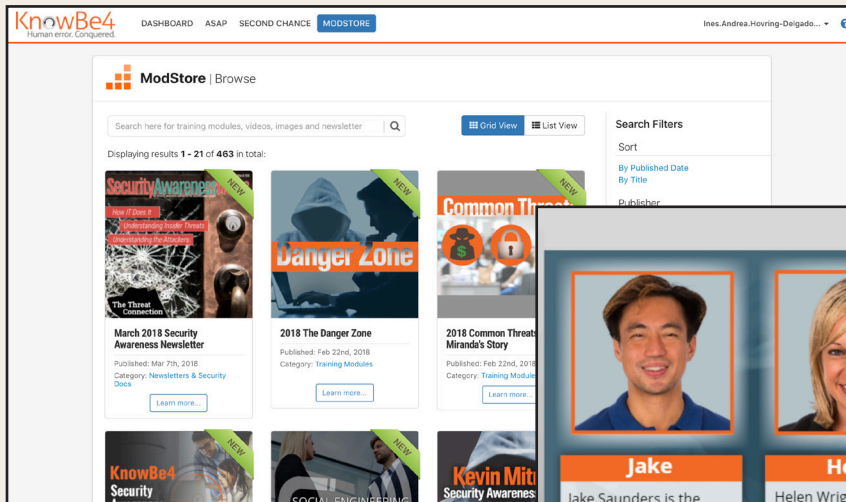 KnowBe4
Human error. Conquered.
DASHBOARD ASAP SECOND CHANCE MODSTORE
Ines.Andrea.Hovring-Delgado...
ModStore | Browse
Search here for training modules, videos, images and newsletter
Grid View List View
Displaying results 1 - 21 of 463 in total:
Search Filters
Sort
By Published Date
By Title
Publisher
SecurityAwareness
NEW
How IT Does It
Understanding Insider Threats
Understanding the Attackers
The Threat
Connection
March 2018 Security
Awareness Newsletter
Published: Mar 7th, 2018
Category: Newsletters & Security
Docs
Learn more...
NEW
Danger Zone
2018 The Danger Zone
Published: Feb 22nd, 2018
Category: Training Modules
Learn more...
NEW
Common Threats
2018 Common Threats
Miranda's Story
Published: Feb 22nd, 2018
Category: Training Module
Learn more...
NEW
KnowBe4
Security
NEW
SOCIAL ENGINEERING
Kevin Mit
Security Awareness
Jake
Jake Saunders is the
He
Helen Wrig